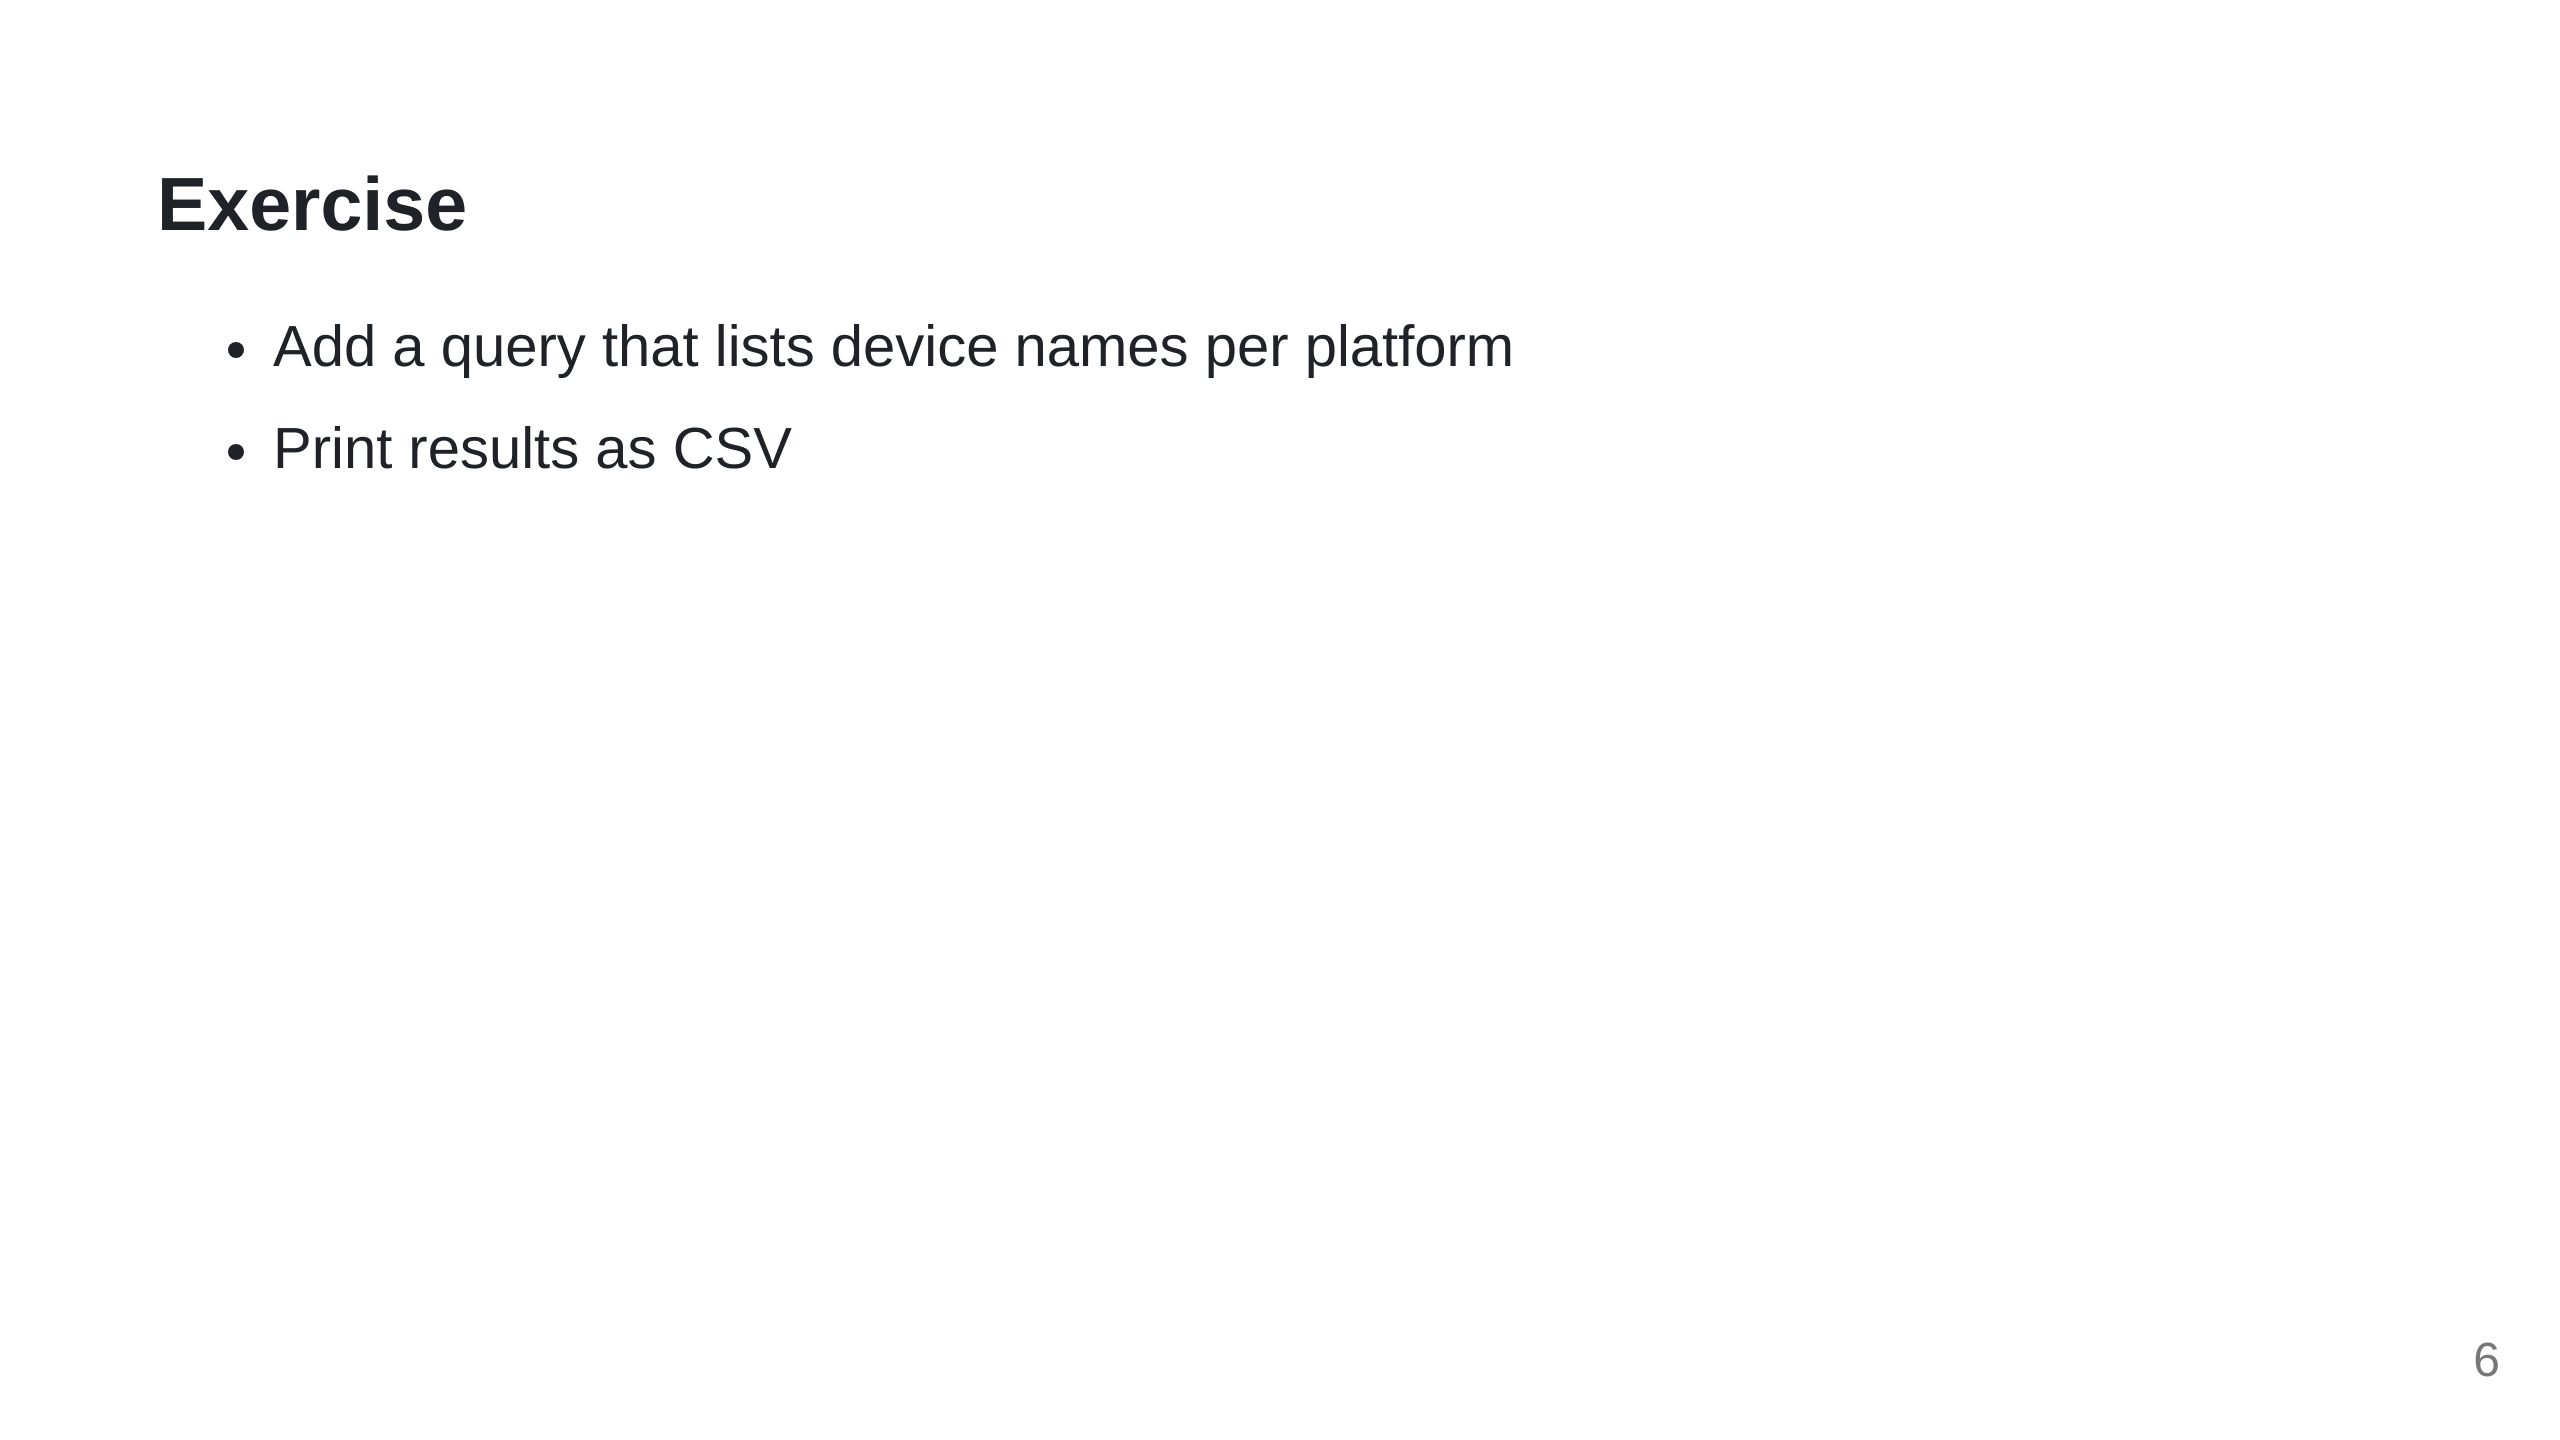 Exercise
• Add a query that lists device names per platform
• Print results as CSV
6